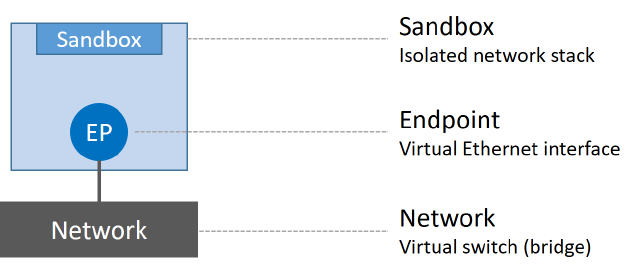 Sandbox
EP
Network
Sandbox
Isolated network stack
Endpoint
Virtual Ethernet interface
Network
Virtual switch (bridge)